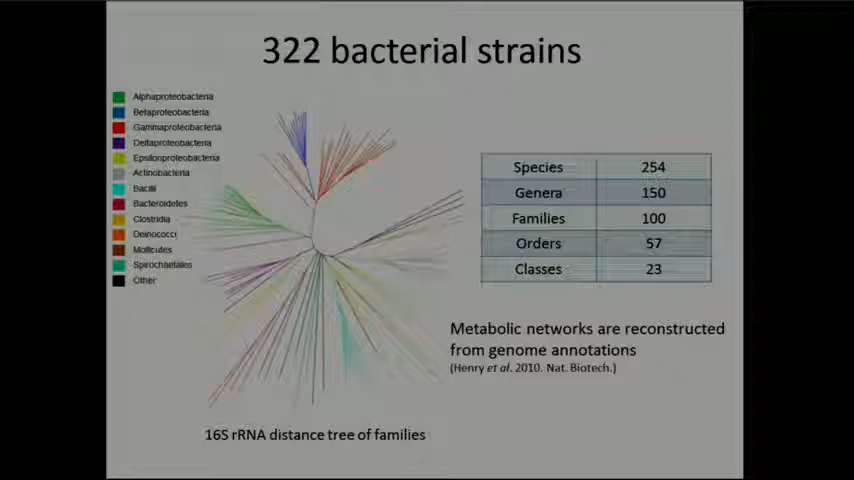 322 bacterial strains
Alphaproteobacteria
Betaproteobacteria
Gammaproteobacteria
Deltaproteobacteria
Epsilonproteobacteria
Actinobacteria
Bacilli
Bacteroidetes
Clostridia
Deinococci
Mollicutes
Spirochaetales
Other
Species 254
Genera 150
Families 100
Orders 57
Classes 23
Metabolic networks are reconstructed
from genome annotations
(Henry et al. 2010. Nat. Biotech.)
16S rRNA distance tree of families